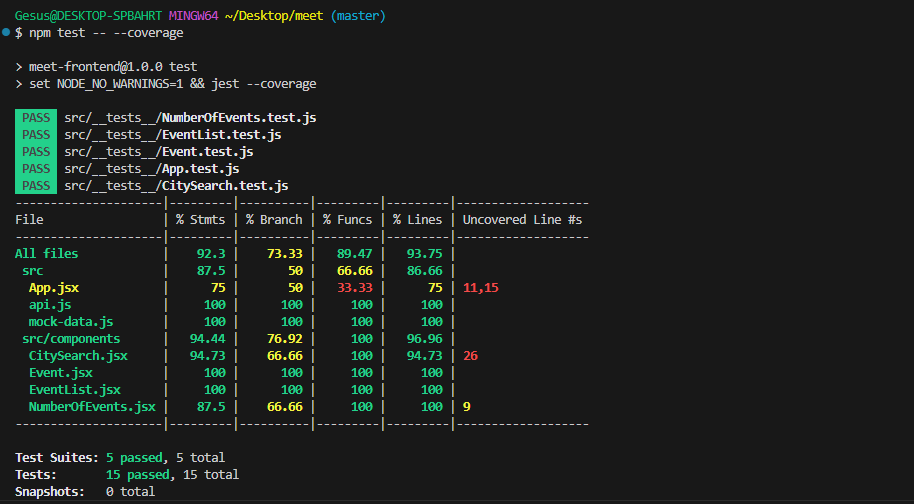 Gesus@DESKTOP-SPBAHRT MINGW64 ~/Desktop/meet (master)
$ npm test -- --coverage
> meet-frontend@1.0.0 test
> set NODE_NO_WARNINGS=1 && jest --coverage
PASS src/__tests__/NumberOfEvents.test.js
PASS src/__tests__/EventList.test.js
PASS src/__tests__/Event.test.js
PASS src/__tests__/App.test.js
PASS src/__tests__/CitySearch.test.js
---------------------|---------|----------|---------|---------|-------------------
File                 | % Stmts | % Branch | % Funcs | % Lines | Uncovered Line #s
---------------------|---------|----------|---------|---------|-------------------
All files            |    92.3 |    73.33 |   89.47 |   93.75 |
 src                 |    87.5 |       50 |   66.66 |   86.66 |
  App.jsx            |      75 |       50 |   33.33 |      75 | 11,15
  api.js             |     100 |      100 |     100 |     100 |
  mock-data.js       |     100 |      100 |     100 |     100 |
 src/components      |   94.44 |    76.92 |     100 |   96.96 |
  CitySearch.jsx     |   94.73 |    66.66 |     100 |   94.73 | 26
  Event.jsx          |     100 |      100 |     100 |     100 |
  EventList.jsx      |     100 |      100 |     100 |     100 |
  NumberOfEvents.jsx |    87.5 |    66.66 |     100 |     100 | 9
---------------------|---------|----------|---------|---------|-------------------
Test Suites: 5 passed, 5 total
Tests:       15 passed, 15 total
Snapshots:   0 total